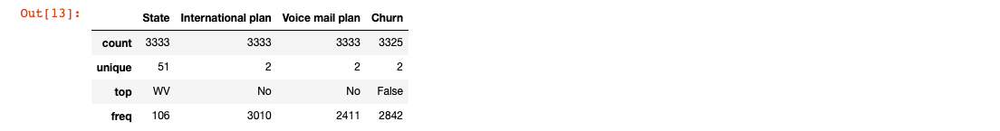 Out[13]:
State International plan Voice mail plan Churn
count 3333 3333 3333 3325
unique 51 2 2 2
top WV No No False
freq 106 3010 2411 2842